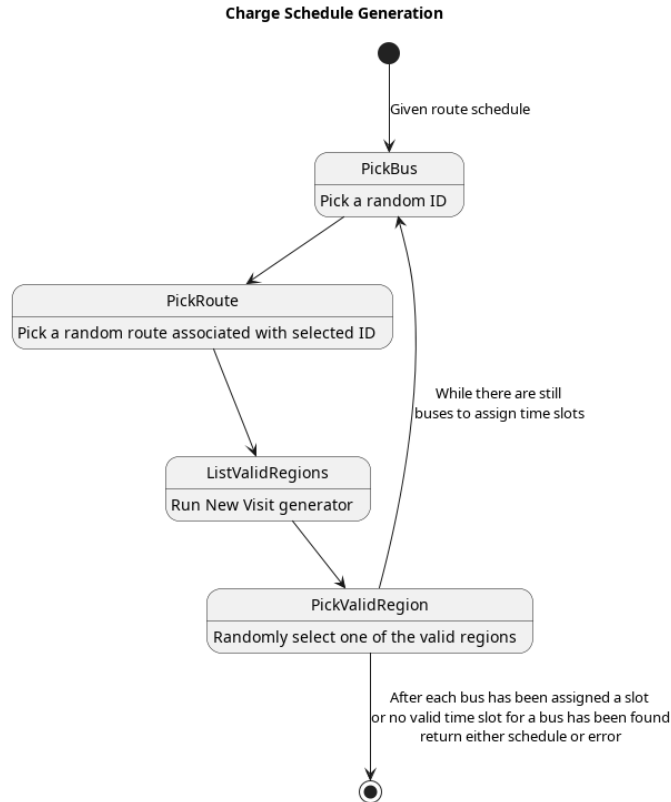 Charge Schedule Generation
Given route schedule
PickBus
Pick a random ID
PickRoute
Pick a random route associated with selected ID
While there are still
buses to assign time slots
ListValidRegions
Run New Visit generator
PickValidRegion
Randomly select one of the valid regions
After each bus has been assigned a slot
or no valid time slot for a bus has been found
return either schedule or error